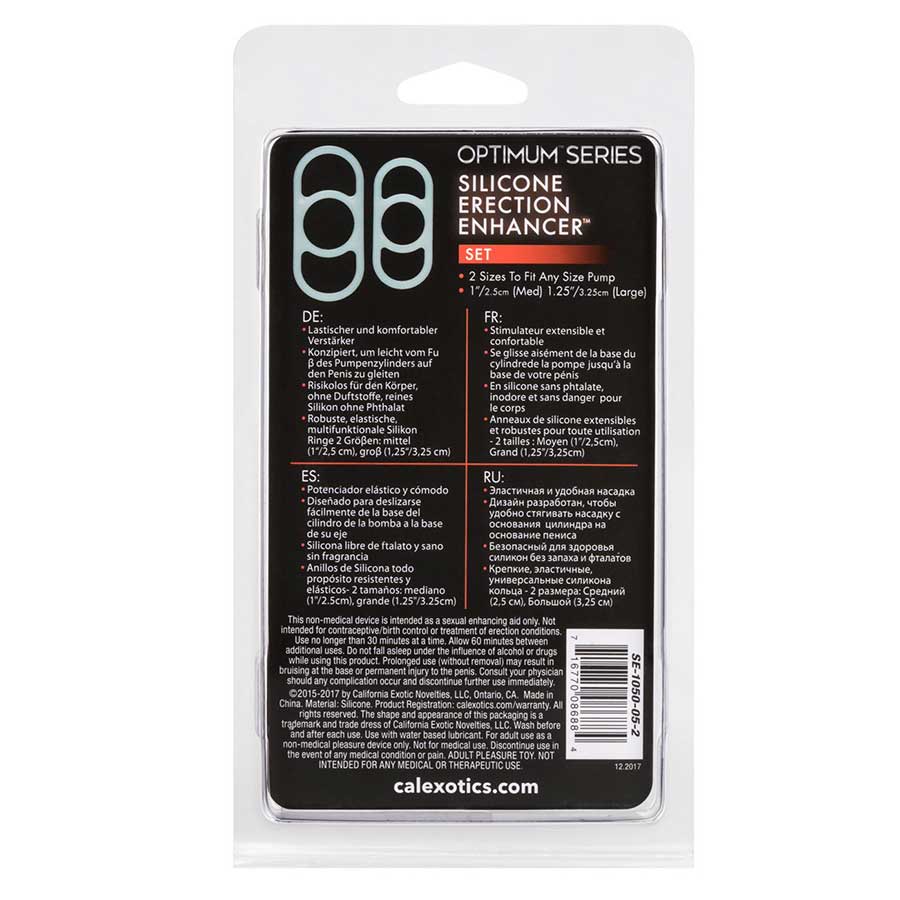 OPTIMUM™ SERIES
SILICONE
ERECTION
ENHANCER™
SET
• 2 Sizes To Fit Any Size Pump
• 1"/2.5cm (Med) 1.25"/3.25cm (Large)
DE:
• Lastischer und komfortabler
Verstärker
• Konzipiert, um leicht vom Fu
β des Pumpenzylinders auf
den Penis zu gleiten
• Risikolos für den Körper,
ohne Duftstoffe, reines
Silikon ohne Phthalat
• Robuste, elastische,
multifunktionale Silikon
Ringe 2 Größen: mittel
(1"/2,5 cm), groß (1,25"/3,25 cm)
FR:
• Stimulateur extensible et
confortable
• Se glisse aisément de la base du
cylindrede la pompe jusqu'à la
base de votre pénis
• En silicone sans phtalate,
inodore et sans danger pour
le corps
• Anneaux de silicone extensibles
et robustes pour toute utilisation
- 2 tailles : Moyen (1"/2,5cm),
Grand (1,25"/3,25cm)
ES:
• Potenciador elástico y cómodo
• Diseñado para deslizarse
fácilmente de la base del
cilindro de la bomba a la base
de su eje
• Silicona libre de ftalato y sano
sin fragrancia
• Anillos de Silicona todo
propósito resistentes y
elásticos- 2 tamaños: mediano
(1"/2.5cm), grande (1.25"/3.25cm)
RU:
• Эластичная и удобная насадка
• Дизайн разработан, чтобы
удобно стягивать насадку с
основания цилиндра на
основание пениса
• Безопасный для здоровья
силикон без запаха и фталатов
• Крепкие, эластичные,
универсальные силикона
кольца - 2 размера: Средний
(2,5 см), Большой (3,25 см)
This non-medical device is intended as a sexual enhancing aid only. Not
intended for contraceptive/birth control or treatment of erection conditions.
Use no longer than 30 minutes at a time. Allow 60 minutes between
additional uses. Do not fall asleep under the influence of alcohol or drugs
while using this product. Prolonged use (without removal) may result in
bruising at the base or permanent injury to the penis. Consult your physician
should any complication occur and discontinue further use immediately.
©2015-2017 by California Exotic Novelties, LLC, Ontario, CA. Made in
China. Material: Silicone. Product Registration: calexotics.com/warranty. All
rights reserved. The shape and appearance of this packaging is a
trademark and trade dress of California Exotic Novelties, LLC. Wash before
and after each use. Use with water based lubricant. For adult use as a
non-medical pleasure device only. Not for medical use. Discontinue use in
the event of any medical condition or pain. ADULT PLEASURE TOY. NOT
INTENDED FOR ANY MEDICAL OR THERAPEUTIC USE.
calexotics.com
7 16770 08688 4
SE-1050-05-2
12.2017